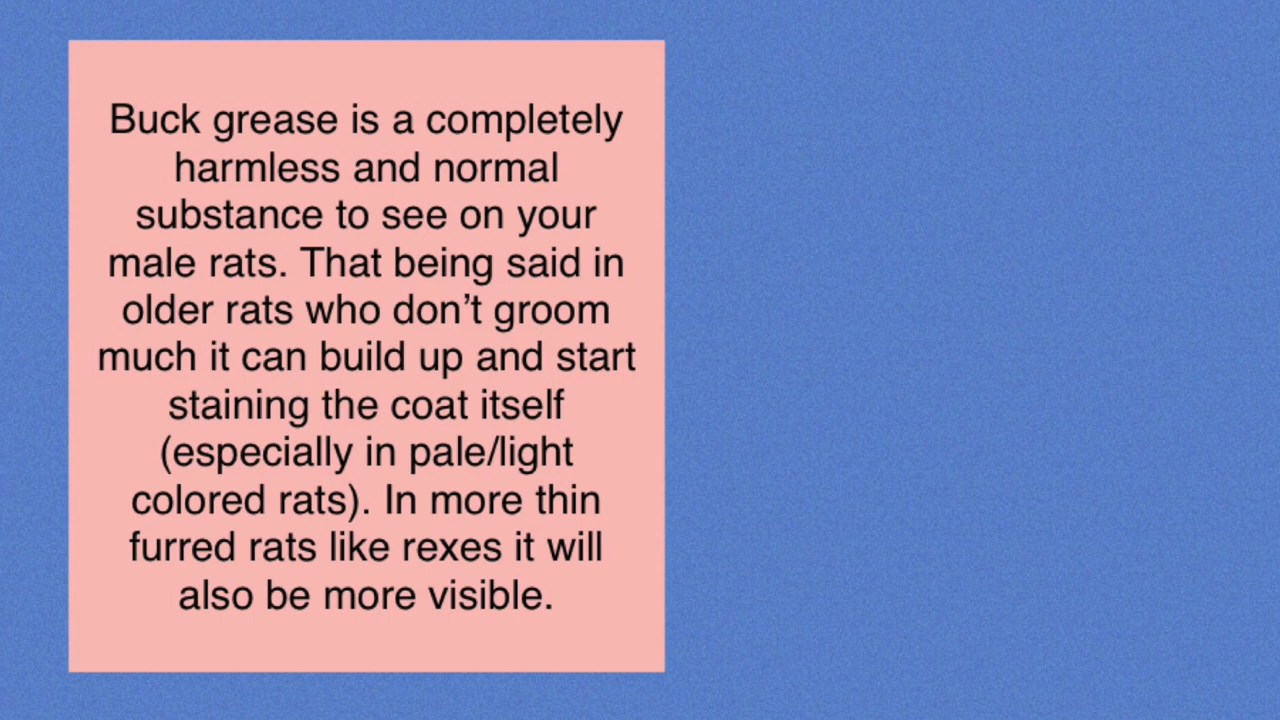 Buck grease is a completely
harmless and normal
substance to see on your
male rats. That being said in
older rats who don’t groom
much it can build up and start
staining the coat itself
(especially in pale/light
colored rats). In more thin
furred rats like rexes it will
also be more visible.